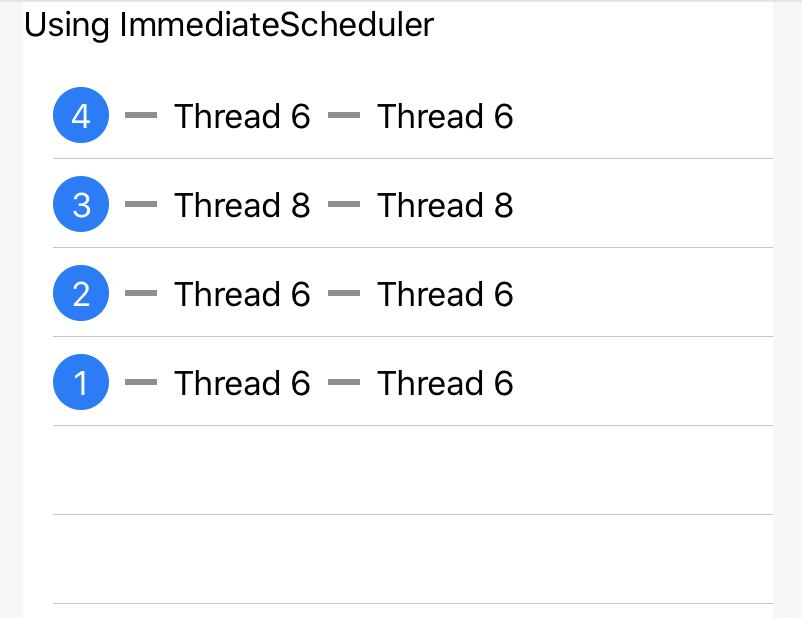 Using ImmediateScheduler
4 — Thread 6 — Thread 6
3 — Thread 8 — Thread 8
2 — Thread 6 — Thread 6
1 — Thread 6 — Thread 6